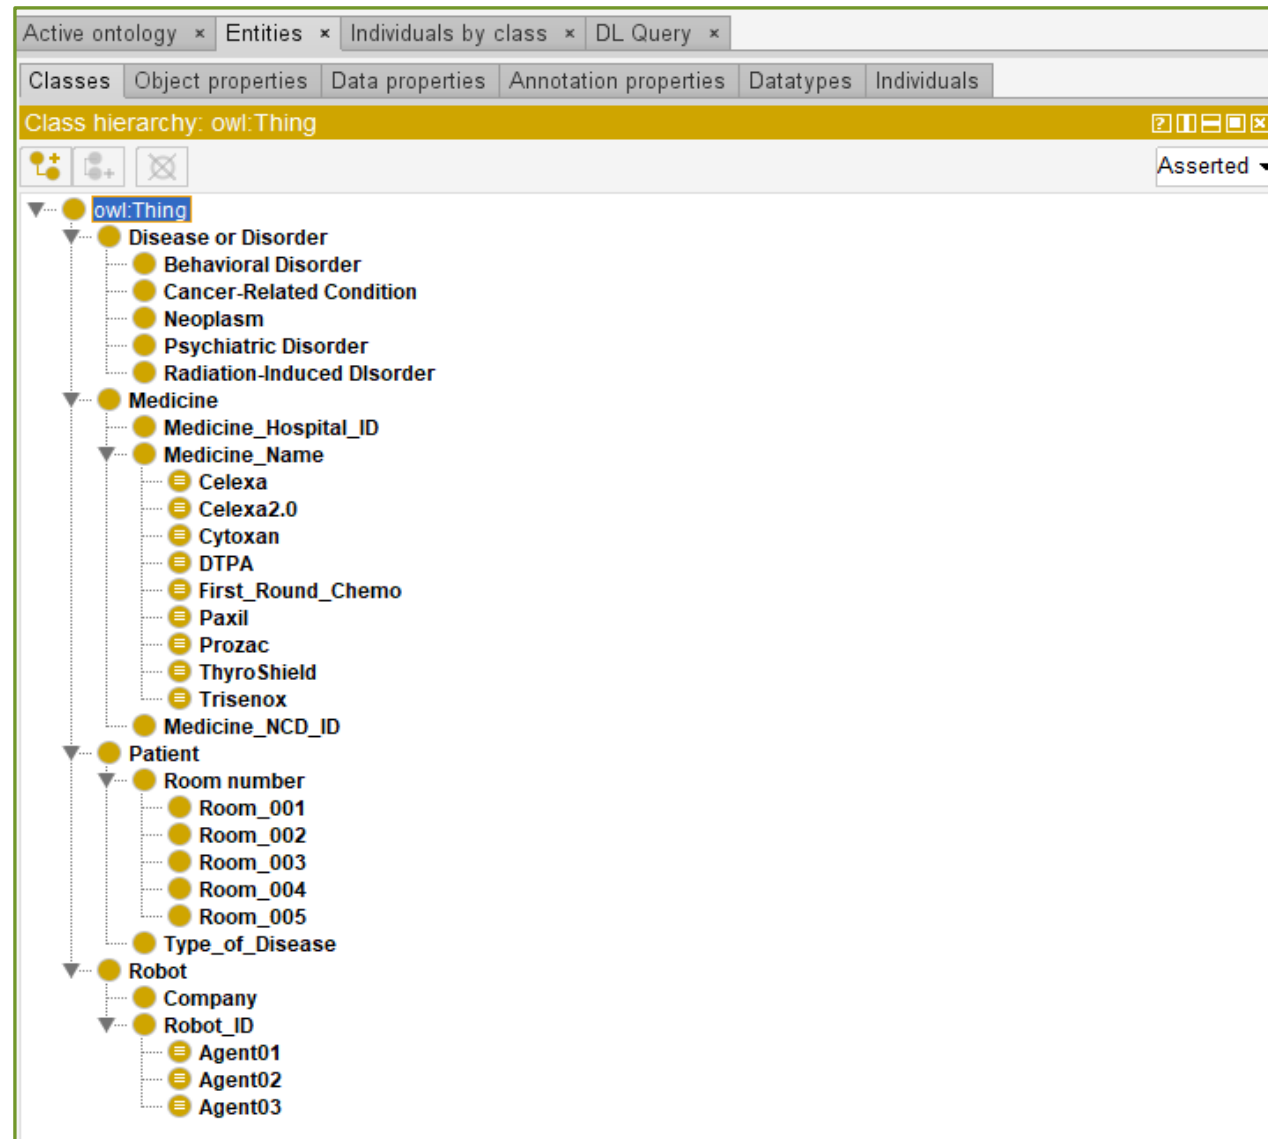 Active ontology × Entities × Individuals by class × DL Query ×
Classes Object properties Data properties Annotation properties Datatypes Individuals
Class hierarchy: owl:Thing
Asserted
owl:Thing
Disease or Disorder
Behavioral Disorder
Cancer-Related Condition
Neoplasm
Psychiatric Disorder
Radiation-Induced DIsorder
Medicine
Medicine_Hospital_ID
Medicine_Name
Celexa
Celexa2.0
Cytoxan
DTPA
First_Round_Chemo
Paxil
Prozac
ThyroShield
Trisenox
Medicine_NCD_ID
Patient
Room number
Room_001
Room_002
Room_003
Room_004
Room_005
Type_of_Disease
Robot
Company
Robot_ID
Agent01
Agent02
Agent03